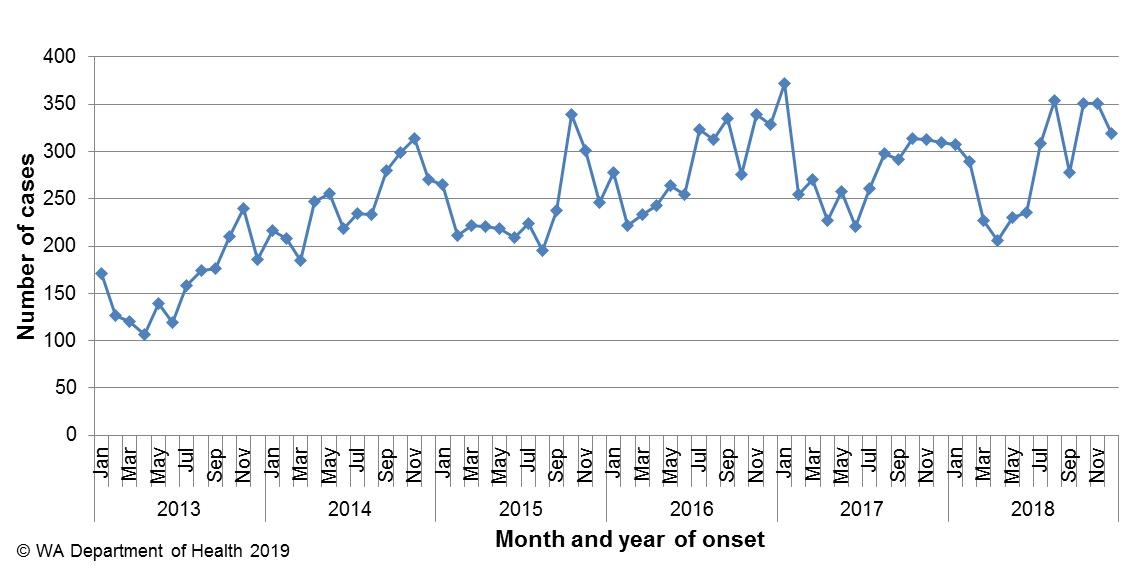 400
350
300
250
200
150
100
50
0
Number of cases
Jan Mar May Jul Sep Nov Jan Mar May Jul Sep Nov Jan Mar May Jul Sep Nov Jan Mar May Jul Sep Nov Jan Mar May Jul Sep Nov Jan Mar May Jul Sep Nov
2013 2014 2015 2016 2017 2018
Month and year of onset
© WA Department of Health 2019